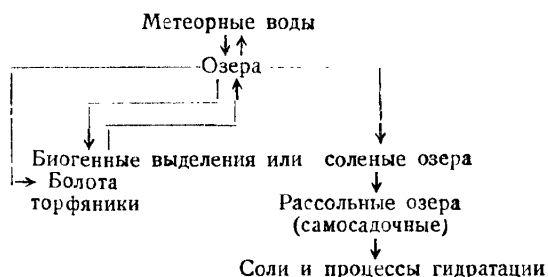 Метеорные воды
Озера
Биогенные выделения или соленые озера
Болота
торфяники
Рассольные озера
(самосадочные)
Соли и процессы гидратации